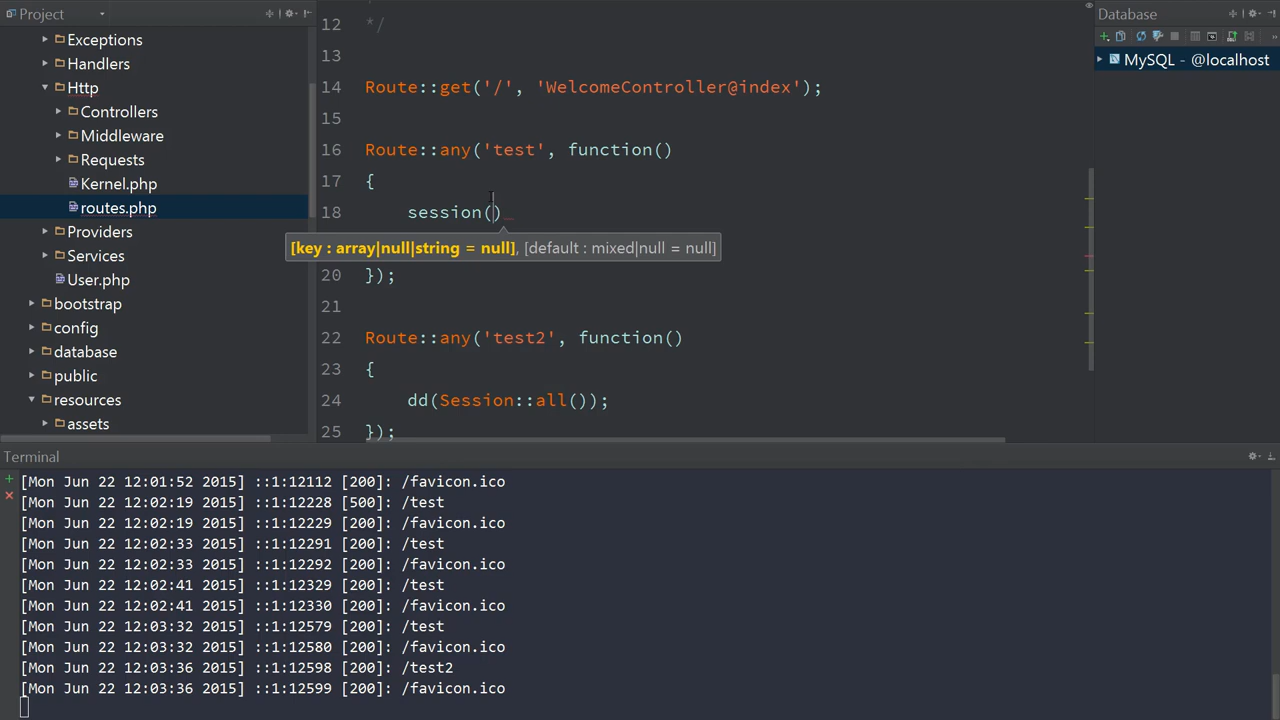 Project
Exceptions
Handlers
Http
Controllers
Middleware
Requests
Kernel.php
routes.php
Providers
Services
User.php
bootstrap
config
database
public
resources
assets
12 */
13
14 Route::get('/', 'WelcomeController@index');
15
16 Route::any('test', function()
17 {
18 session()
[key : array|null|string = null], [default : mixed|null = null]
20 });
21
22 Route::any('test2', function()
23 {
24 dd(Session::all());
25 });
Database
MySQL - @localhost
Terminal
[Mon Jun 22 12:01:52 2015] ::1:12112 [200]: /favicon.ico
[Mon Jun 22 12:02:19 2015] ::1:12228 [500]: /test
[Mon Jun 22 12:02:19 2015] ::1:12229 [200]: /favicon.ico
[Mon Jun 22 12:02:33 2015] ::1:12291 [200]: /test
[Mon Jun 22 12:02:33 2015] ::1:12292 [200]: /favicon.ico
[Mon Jun 22 12:02:41 2015] ::1:12329 [200]: /test
[Mon Jun 22 12:02:41 2015] ::1:12330 [200]: /favicon.ico
[Mon Jun 22 12:03:32 2015] ::1:12579 [200]: /test
[Mon Jun 22 12:03:32 2015] ::1:12580 [200]: /favicon.ico
[Mon Jun 22 12:03:36 2015] ::1:12598 [200]: /test2
[Mon Jun 22 12:03:36 2015] ::1:12599 [200]: /favicon.ico